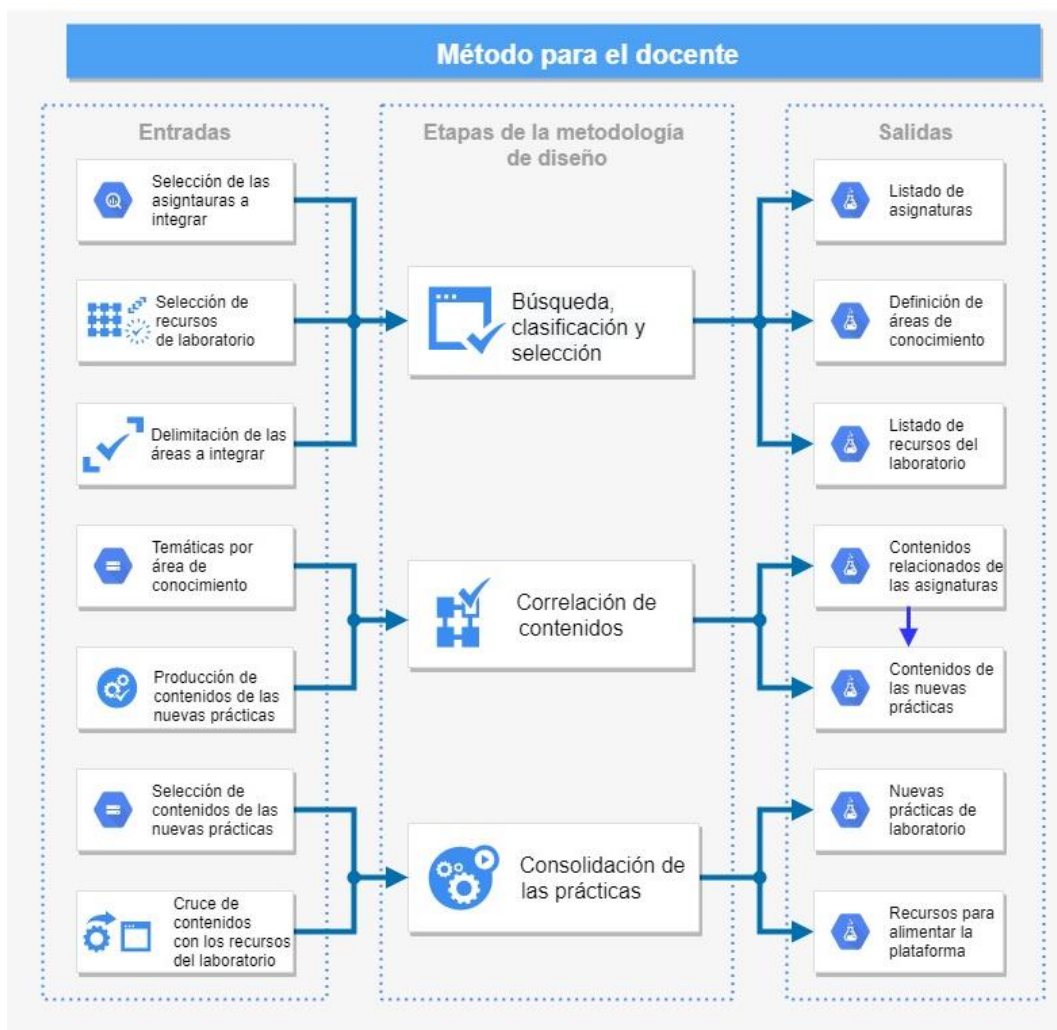 Método para el docente
Entradas
Selección de las
asigntauras a
integrar
Selección de
recursos
de laboratorio
Delimitación de las
áreas a integrar
Temáticas por
área de
conocimiento
Producción de
contenidos de las
nuevas prácticas
Selección de
contenidos de las
nuevas prácticas
Cruce de
contenidos
con los recursos
del laboratorio
Etapas de la metodología
de diseño
Búsqueda,
clasificación y
selección
Correlación de
contenidos
Consolidación de
las prácticas
Salidas
Listado de
asignaturas
Definición de
áreas de
conocimiento
Listado de
recursos del
laboratorio
Contenidos
relacionados de
las asignaturas
Contenidos de
las nuevas
prácticas
Nuevas
prácticas de
laboratorio
Recursos para
alimentar la
plataforma